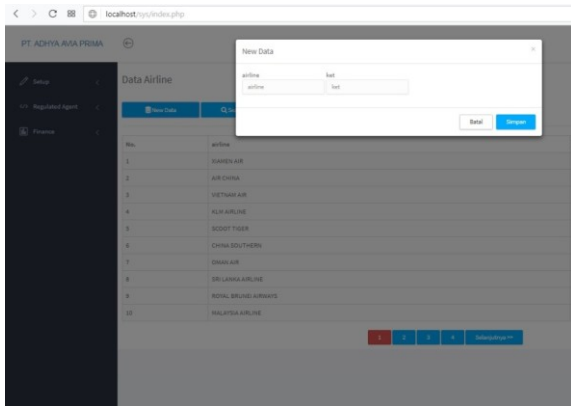 localhost/sys/index.php
PT. ADHYA AVIA PRIMA
New Data
airline ket
airline ket
Batal Simpan
Setup
Regulated Agent
Finance
Data Airline
New Data
No. airline
1 XIAMEN AIR
2 AIR CHINA
3 VIETNAM AIR
4 KLM AIRLINE
5 SCOOT TIGER
6 CHINA SOUTHERN
7 OMAN AIR
8 SRI LANKA AIRLINE
9 ROYAL BRUNEI AIRWAYS
10 MALAYSIA AIRLINE
1 2 3 4 Selanjutnya >>